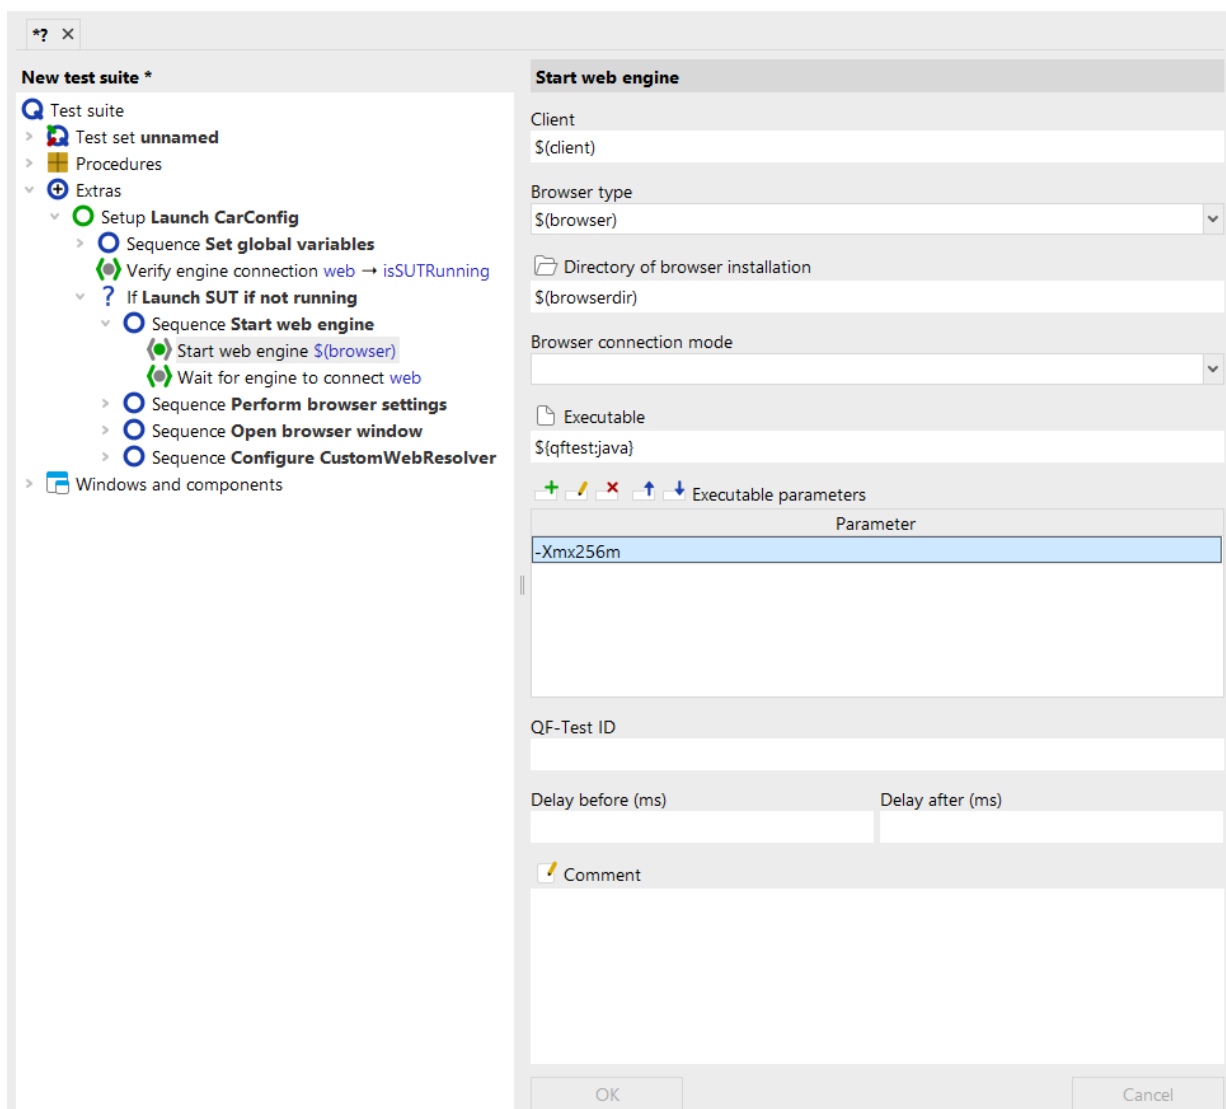 *?
New test suite *
Test suite
Test set unnamed
Procedures
Extras
Setup Launch CarConfig
Sequence Set global variables
Verify engine connection web → isSUTRunning
? If Launch SUT if not running
Sequence Start web engine
Start web engine $(browser)
Wait for engine to connect web
Sequence Perform browser settings
Sequence Open browser window
Sequence Configure CustomWebResolver
Windows and components
Start web engine
Client
$(client)
Browser type
$(browser)
Directory of browser installation
$(browserdir)
Browser connection mode
Executable
${qftest:java}
Executable parameters
Parameter
-Xmx256m
QF-Test ID
Delay before (ms) Delay after (ms)
Comment
OK Cancel